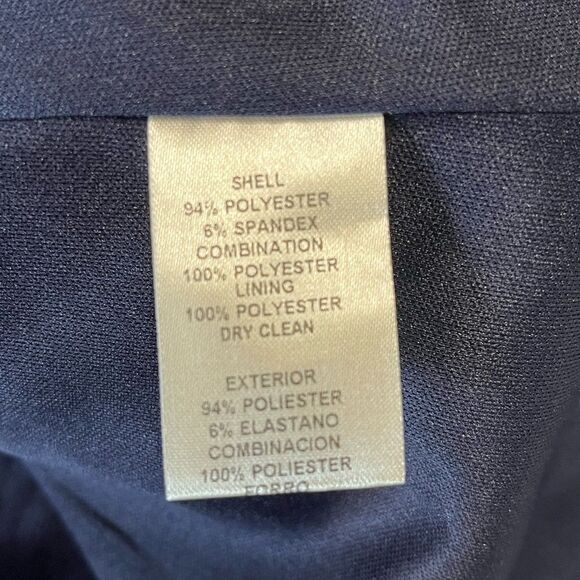 SHELL
94% POLYESTER
6% SPANDEX
COMBINATION
100% POLYESTER
LINING
100% POLYESTER
DRY CLEAN
EXTERIOR
94% POLIESTER
6% ELASTANO
COMBINACION
100% POLIESTER
FORRO